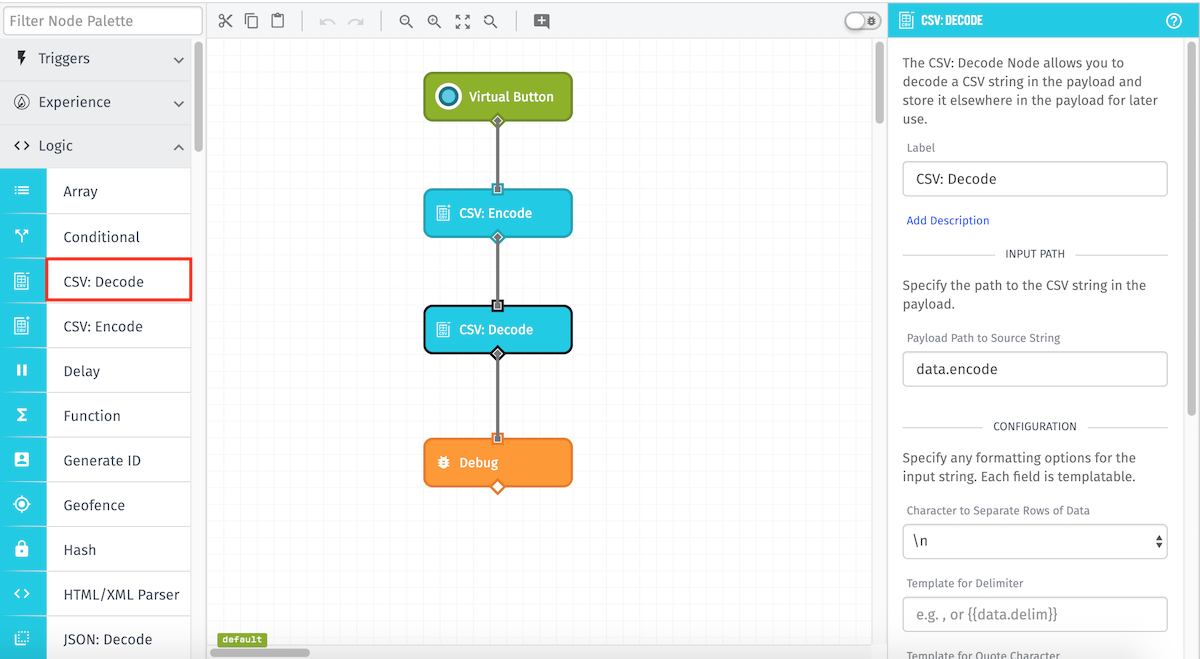 Filter Node Palette
Triggers
Experience
Logic
Array
Conditional
CSV: Decode
CSV: Encode
Delay
Function
Generate ID
Geofence
Hash
HTML/XML Parser
JSON: Decode
Virtual Button
CSV: Encode
CSV: Decode
Debug
default
CSV: DECODE
The CSV: Decode Node allows you to
decode a CSV string in the payload and
store it elsewhere in the payload for later
use.
Label
CSV: Decode
Add Description
INPUT PATH
Specify the path to the CSV string in the
payload.
Payload Path to Source String
data.encode
CONFIGURATION
Specify any formatting options for the
input string. Each field is templatable.
Character to Separate Rows of Data
\n
Template for Delimiter
e.g. , or {{data.delim}}
Template for Quote Character